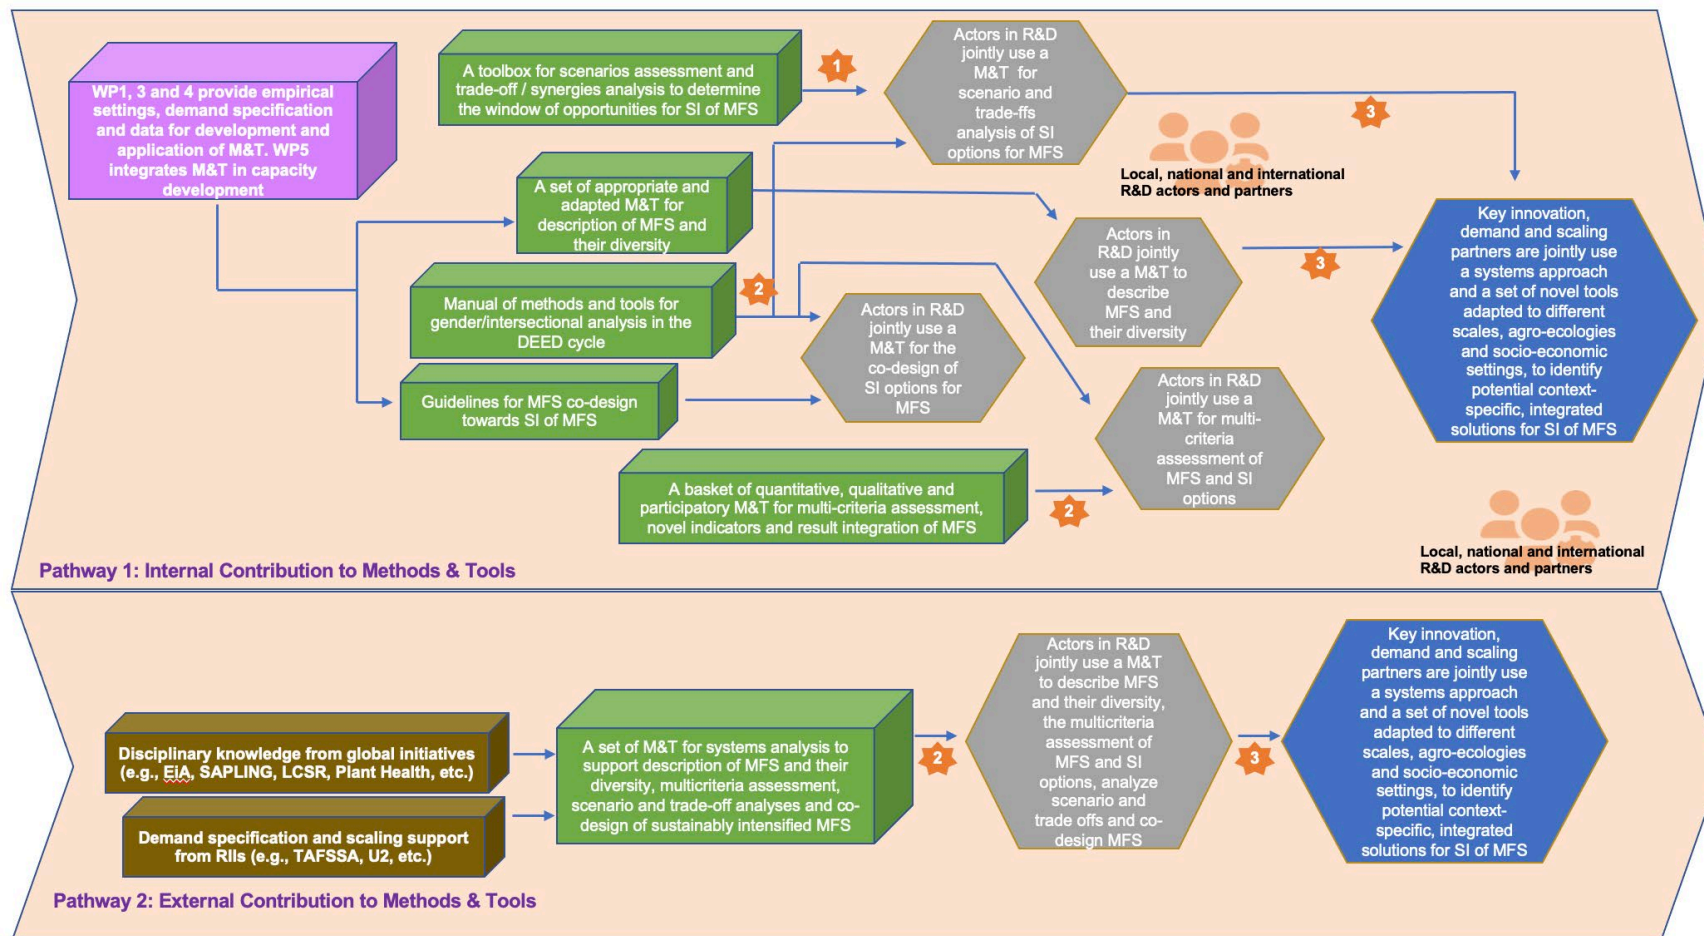 WP1, 3 and 4 provide empirical
settings, demand specification
and data for development and
application of M&T. WP5
integrates M&T in capacity
development
A toolbox for scenarios assessment and
trade-off / synergies analysis to determine
the window of opportunities for SI of MFS
1
Actors in R&D
jointly use a
M&T for
scenario and
trade-ffs
analysis of SI
options for MFS
3
Local, national and international
R&D actors and partners
A set of appropriate and
adapted M&T for
description of MFS and
their diversity
Actors in
R&D jointly
use a M&T to
describe
MFS and
their diversity
3
Key innovation,
demand and scaling
partners are jointly use
a systems approach
and a set of novel tools
adapted to different
scales, agro-ecologies
and socio-economic
settings, to identify
potential context-
specific, integrated
solutions for SI of MFS
Manual of methods and tools for
gender/intersectional analysis in the
DEED cycle
2
Actors in R&D
jointly use a
M&T for the
co-design of
SI options for
MFS
Guidelines for MFS co-design
towards SI of MFS
Actors in R&D
jointly use a
M&T for multi-
criteria
assessment of
MFS and SI
options
A basket of quantitative, qualitative and
participatory M&T for multi-criteria assessment,
novel indicators and result integration of MFS
2
Local, national and international
R&D actors and partners
Pathway 1: Internal Contribution to Methods & Tools
Disciplinary knowledge from global initiatives
(e.g., EiA, SAPLING, LCSR, Plant Health, etc.)
Demand specification and scaling support
from RIIs (e.g., TAFSSA, U2, etc.)
A set of M&T for systems analysis to
support description of MFS and their
diversity, multicriteria assessment,
scenario and trade-off analyses and co-
design of sustainably intensified MFS
2
Actors in R&D
jointly use a M&T
to describe MFS
and their diversity,
the multicriteria
assessment of
MFS and SI
options, analyze
scenario and
trade offs and co-
design MFS
3
Key innovation,
demand and scaling
partners are jointly use
a systems approach
and a set of novel tools
adapted to different
scales, agro-ecologies
and socio-economic
settings, to identify
potential context-
specific, integrated
solutions for SI of MFS
Pathway 2: External Contribution to Methods & Tools